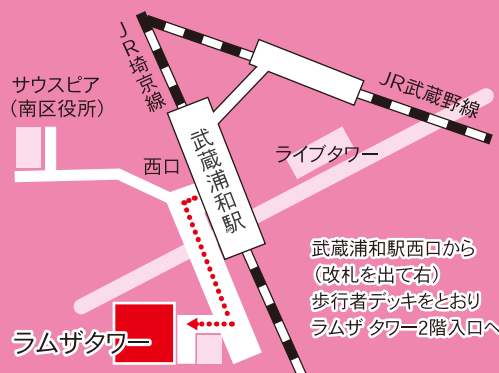 JR埼京線
JR武蔵野線
サウスピア
(南区役所)
武蔵浦和駅
西口
ライブタワー
武蔵浦和駅西口から
(改札を出て右)
歩行者デッキをとおり
ラムザ タワー2階入口へ
ラムザタワー